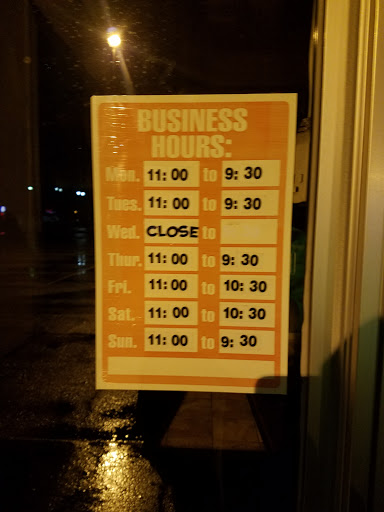 BUSINESS
HOURS:
Mon. 11: 00 to 9: 30
Tues. 11: 00 to 9: 30
Wed. CLOSE to
Thur. 11: 00 to 9: 30
Fri. 11: 00 to 10: 30
Sat. 11: 00 to 10: 30
Sun. 11: 00 to 9: 30